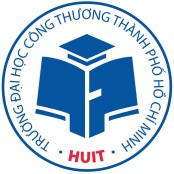 TRƯỜNG ĐẠI HỌC CÔNG THƯƠNG THÀNH PHỐ HỒ CHÍ MINH
· HUIT ·